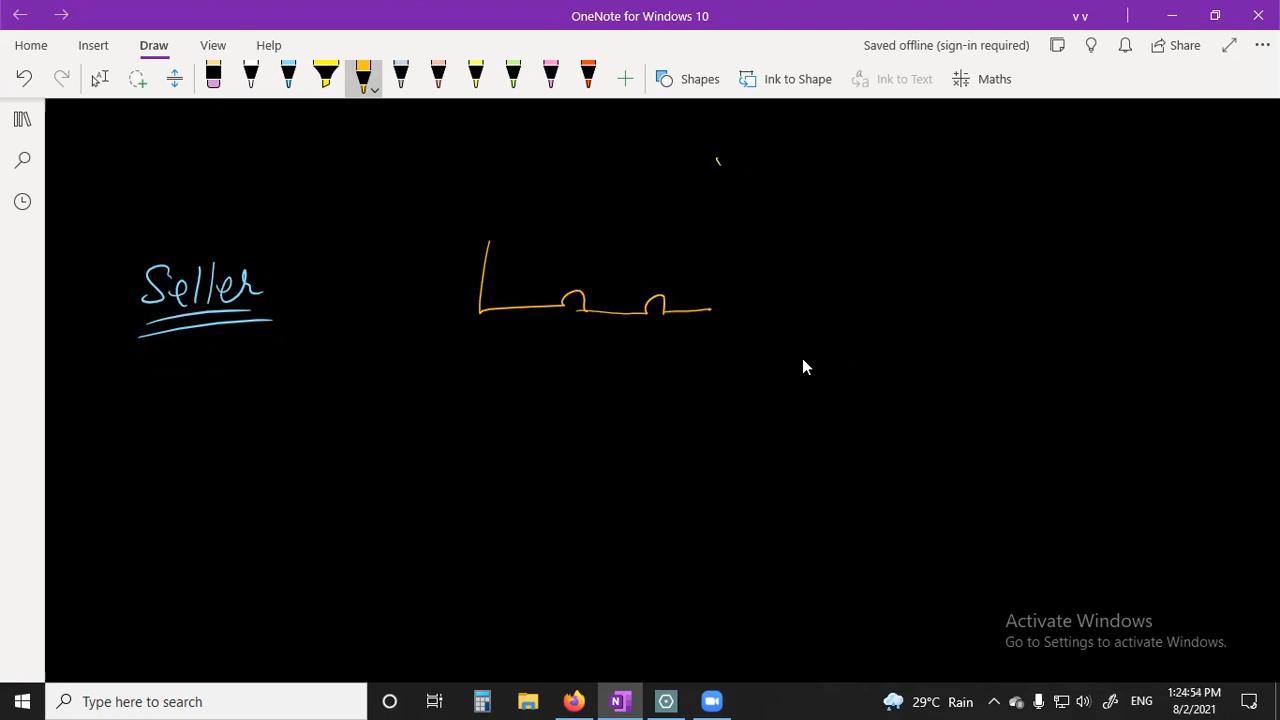 OneNote for Windows 10
v v
Home Insert Draw View Help
Saved offline (sign-in required)
Share
Shapes
Ink to Shape
Ink to Text
Maths
Seller
Activate Windows
Go to Settings to activate Windows.
Type here to search
29°C Rain
ENG
1:24:54 PM
8/2/2021